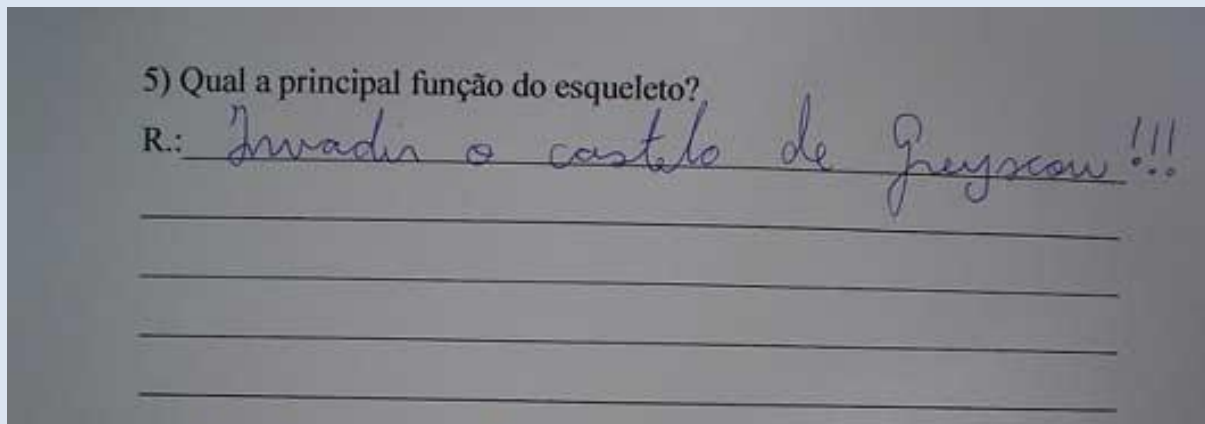 5) Qual a principal função do esqueleto?
R.: Invadir o castelo de Greyscow!!!